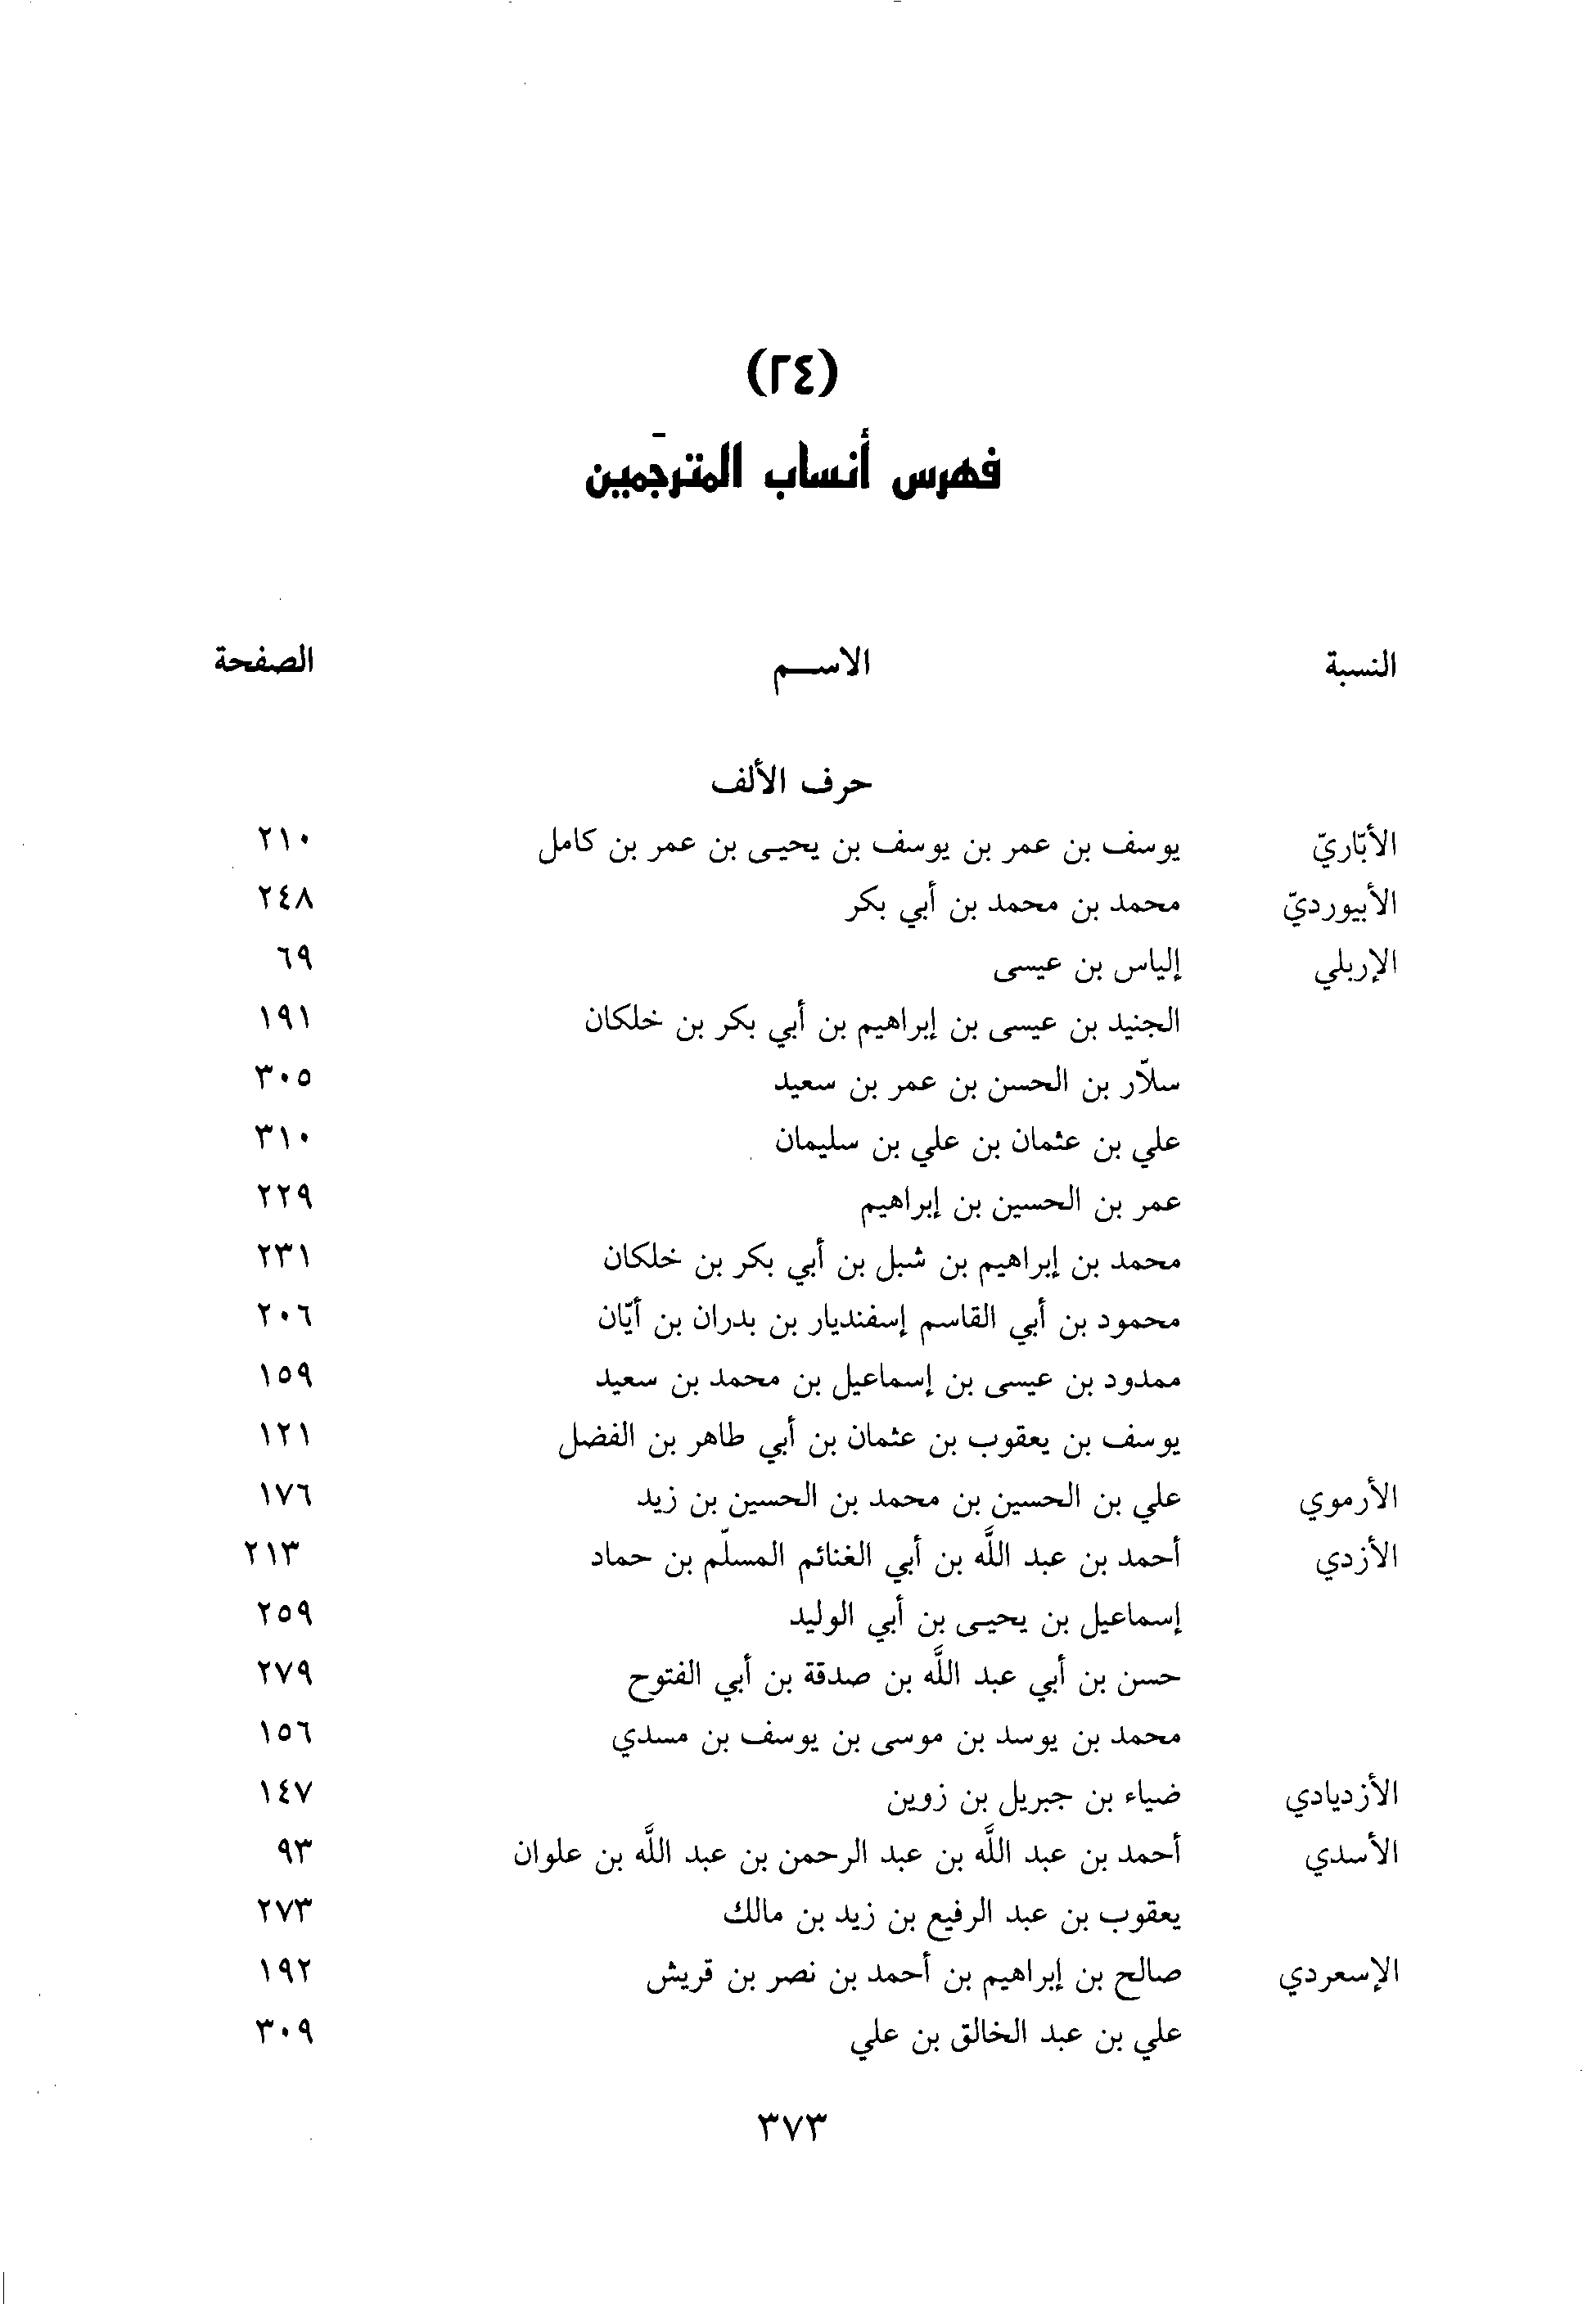 (٢٤)
فهرس أنساب المترجَمين
النسبة الاســـم الصفحة
حرف الألف
الأبّاريّ يوسف بن عمر بن يوسف بن يحيى بن عمر بن كامل ٢١٠
الأبيورديّ محمد بن محمد بن أبي بكر ٢٤٨
الإربلي إلياس بن عيسى ٦٩
الجنيد بن عيسى بن إبراهيم بن أبي بكر بن خلكان ١٩١
سلاّر بن الحسن بن عمر بن سعيد ٣٠٥
علي بن عثمان بن علي بن سليمان ٣١٠
عمر بن الحسين بن إبراهيم ٢٢٩
محمد بن إبراهيم بن شبل بن أبي بكر بن خلكان ٢٣١
محمود بن أبي القاسم إسفنديار بن بدران بن أيّان ٢٠٦
ممدود بن عيسى بن إسماعيل بن محمد بن سعيد ١٥٩
يوسف بن يعقوب بن عثمان بن أبي طاهر بن الفضل ١٢١
الأرموي علي بن الحسين بن محمد بن الحسين بن زيد ١٧٦
الأزدي أحمد بن عبد اللَّه بن أبي الغنائم المسلّم بن حماد ٢١٣
إسماعيل بن يحيى بن أبي الوليد ٢٥٩
حسن بن أبي عبد اللَّه بن صدقة بن أبي الفتوح ٢٧٩
محمد بن يوسد بن موسى بن يوسف بن مسدي ١٥٦
الأزديادي ضياء بن جبريل بن زوين ١٤٧
الأسدي أحمد بن عبد اللَّه بن عبد الرحمن بن عبد اللَّه بن علوان ٩٣
يعقوب بن عبد الرفيع بن زيد بن مالك ٢٧٣
الإسعردي صالح بن إبراهيم بن أحمد بن نصر بن قريش ١٩٢
علي بن عبد الخالق بن علي ٣٠٩
٣٧٣